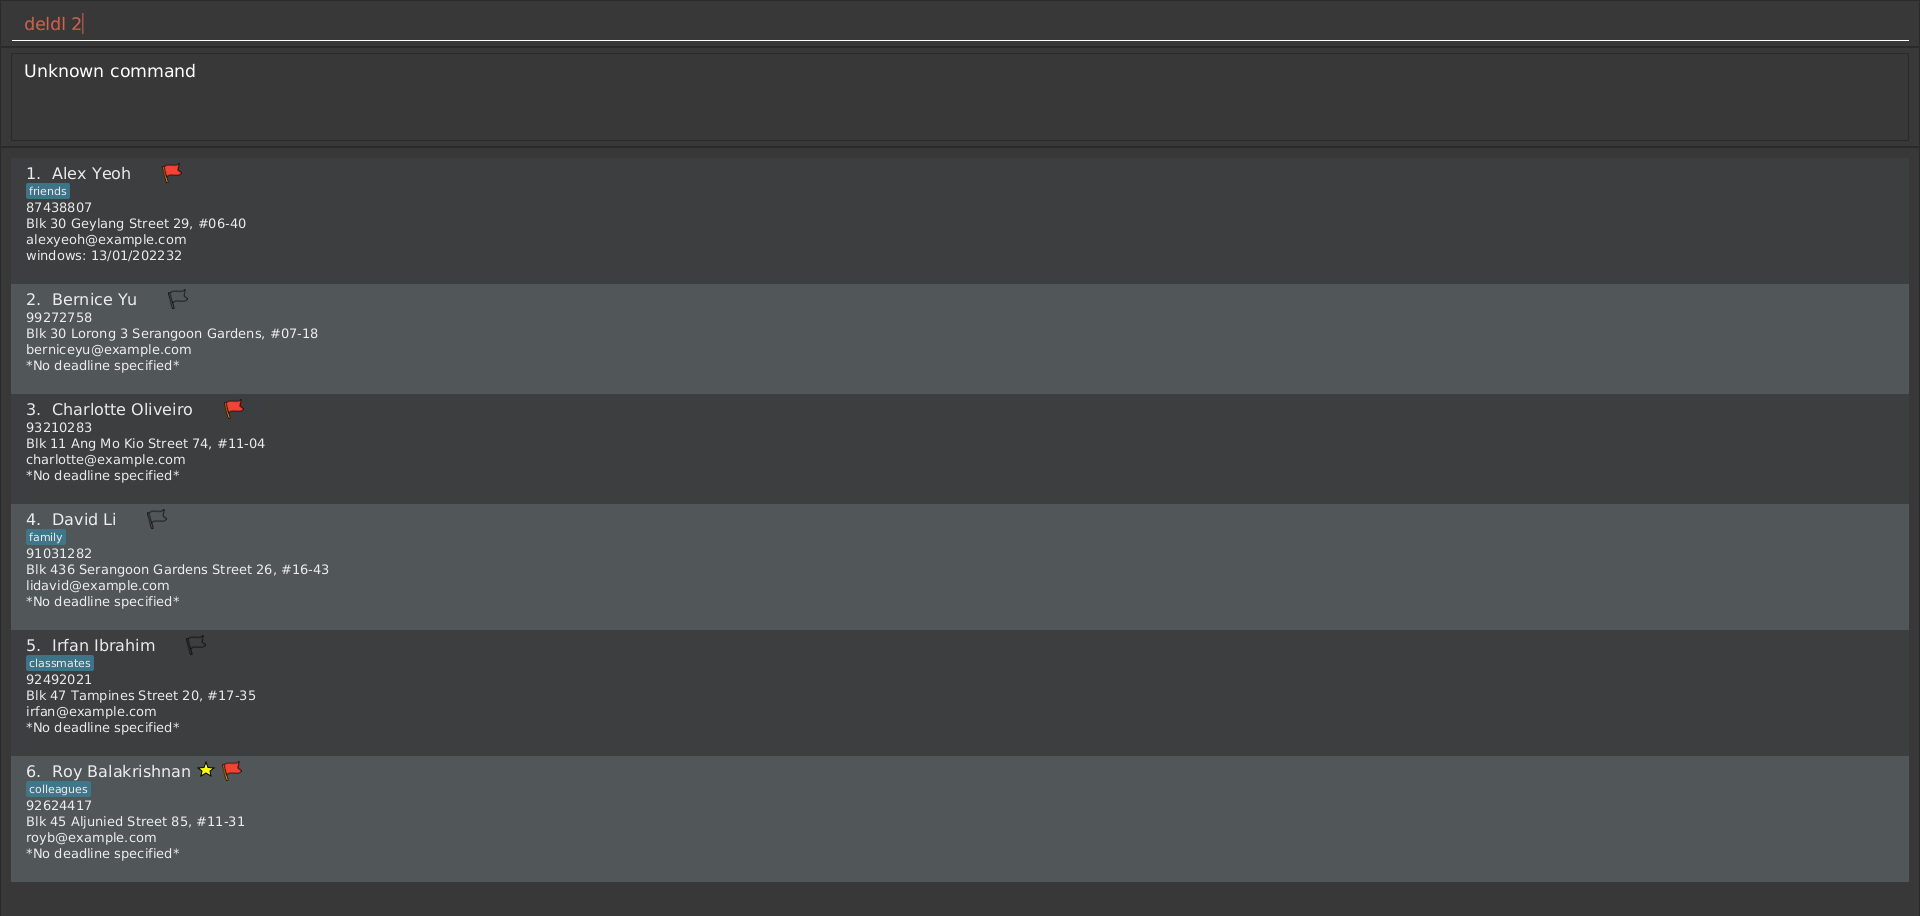 deldl 2
Unknown command
1. Alex Yeoh
friends
87438807
Blk 30 Geylang Street 29, #06-40
alexyeoh@example.com
windows: 13/01/202232
2. Bernice Yu
99272758
Blk 30 Lorong 3 Serangoon Gardens, #07-18
berniceyu@example.com
*No deadline specified*
3. Charlotte Oliveiro
93210283
Blk 11 Ang Mo Kio Street 74, #11-04
charlotte@example.com
*No deadline specified*
4. David Li
family
91031282
Blk 436 Serangoon Gardens Street 26, #16-43
lidavid@example.com
*No deadline specified*
5. Irfan Ibrahim
classmates
92492021
Blk 47 Tampines Street 20, #17-35
irfan@example.com
*No deadline specified*
6. Roy Balakrishnan
colleagues
92624417
Blk 45 Aljunied Street 85, #11-31
royb@example.com
*No deadline specified*